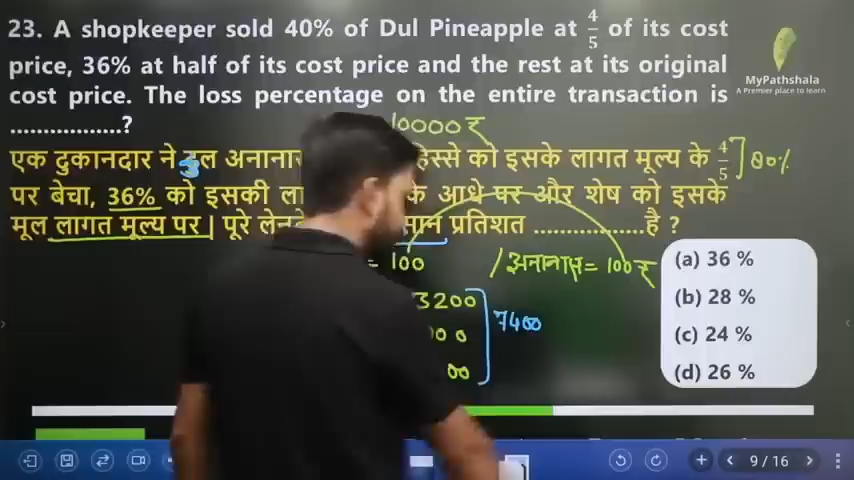 23. A shopkeeper sold 40% of Dul Pineapple at 4/5 of its cost
price, 36% at half of its cost price and the rest at its original
cost price. The loss percentage on the entire transaction is
.................?
MyPathshala
A Premier place to learn
10000₹
एक दुकानदार ने अनानास हिस्से को इसके लागत मूल्य के 4/5 ] 80%
पर बेचा, 36% को इसकी के आधे पर और शेष को इसके
मूल लागत मूल्य पर | पूरे प्रतिशत .................है ?
= 100 / अनानास = 100₹
3200
7400
00
(a) 36 %
(b) 28 %
(c) 24 %
(d) 26 %
9 / 16